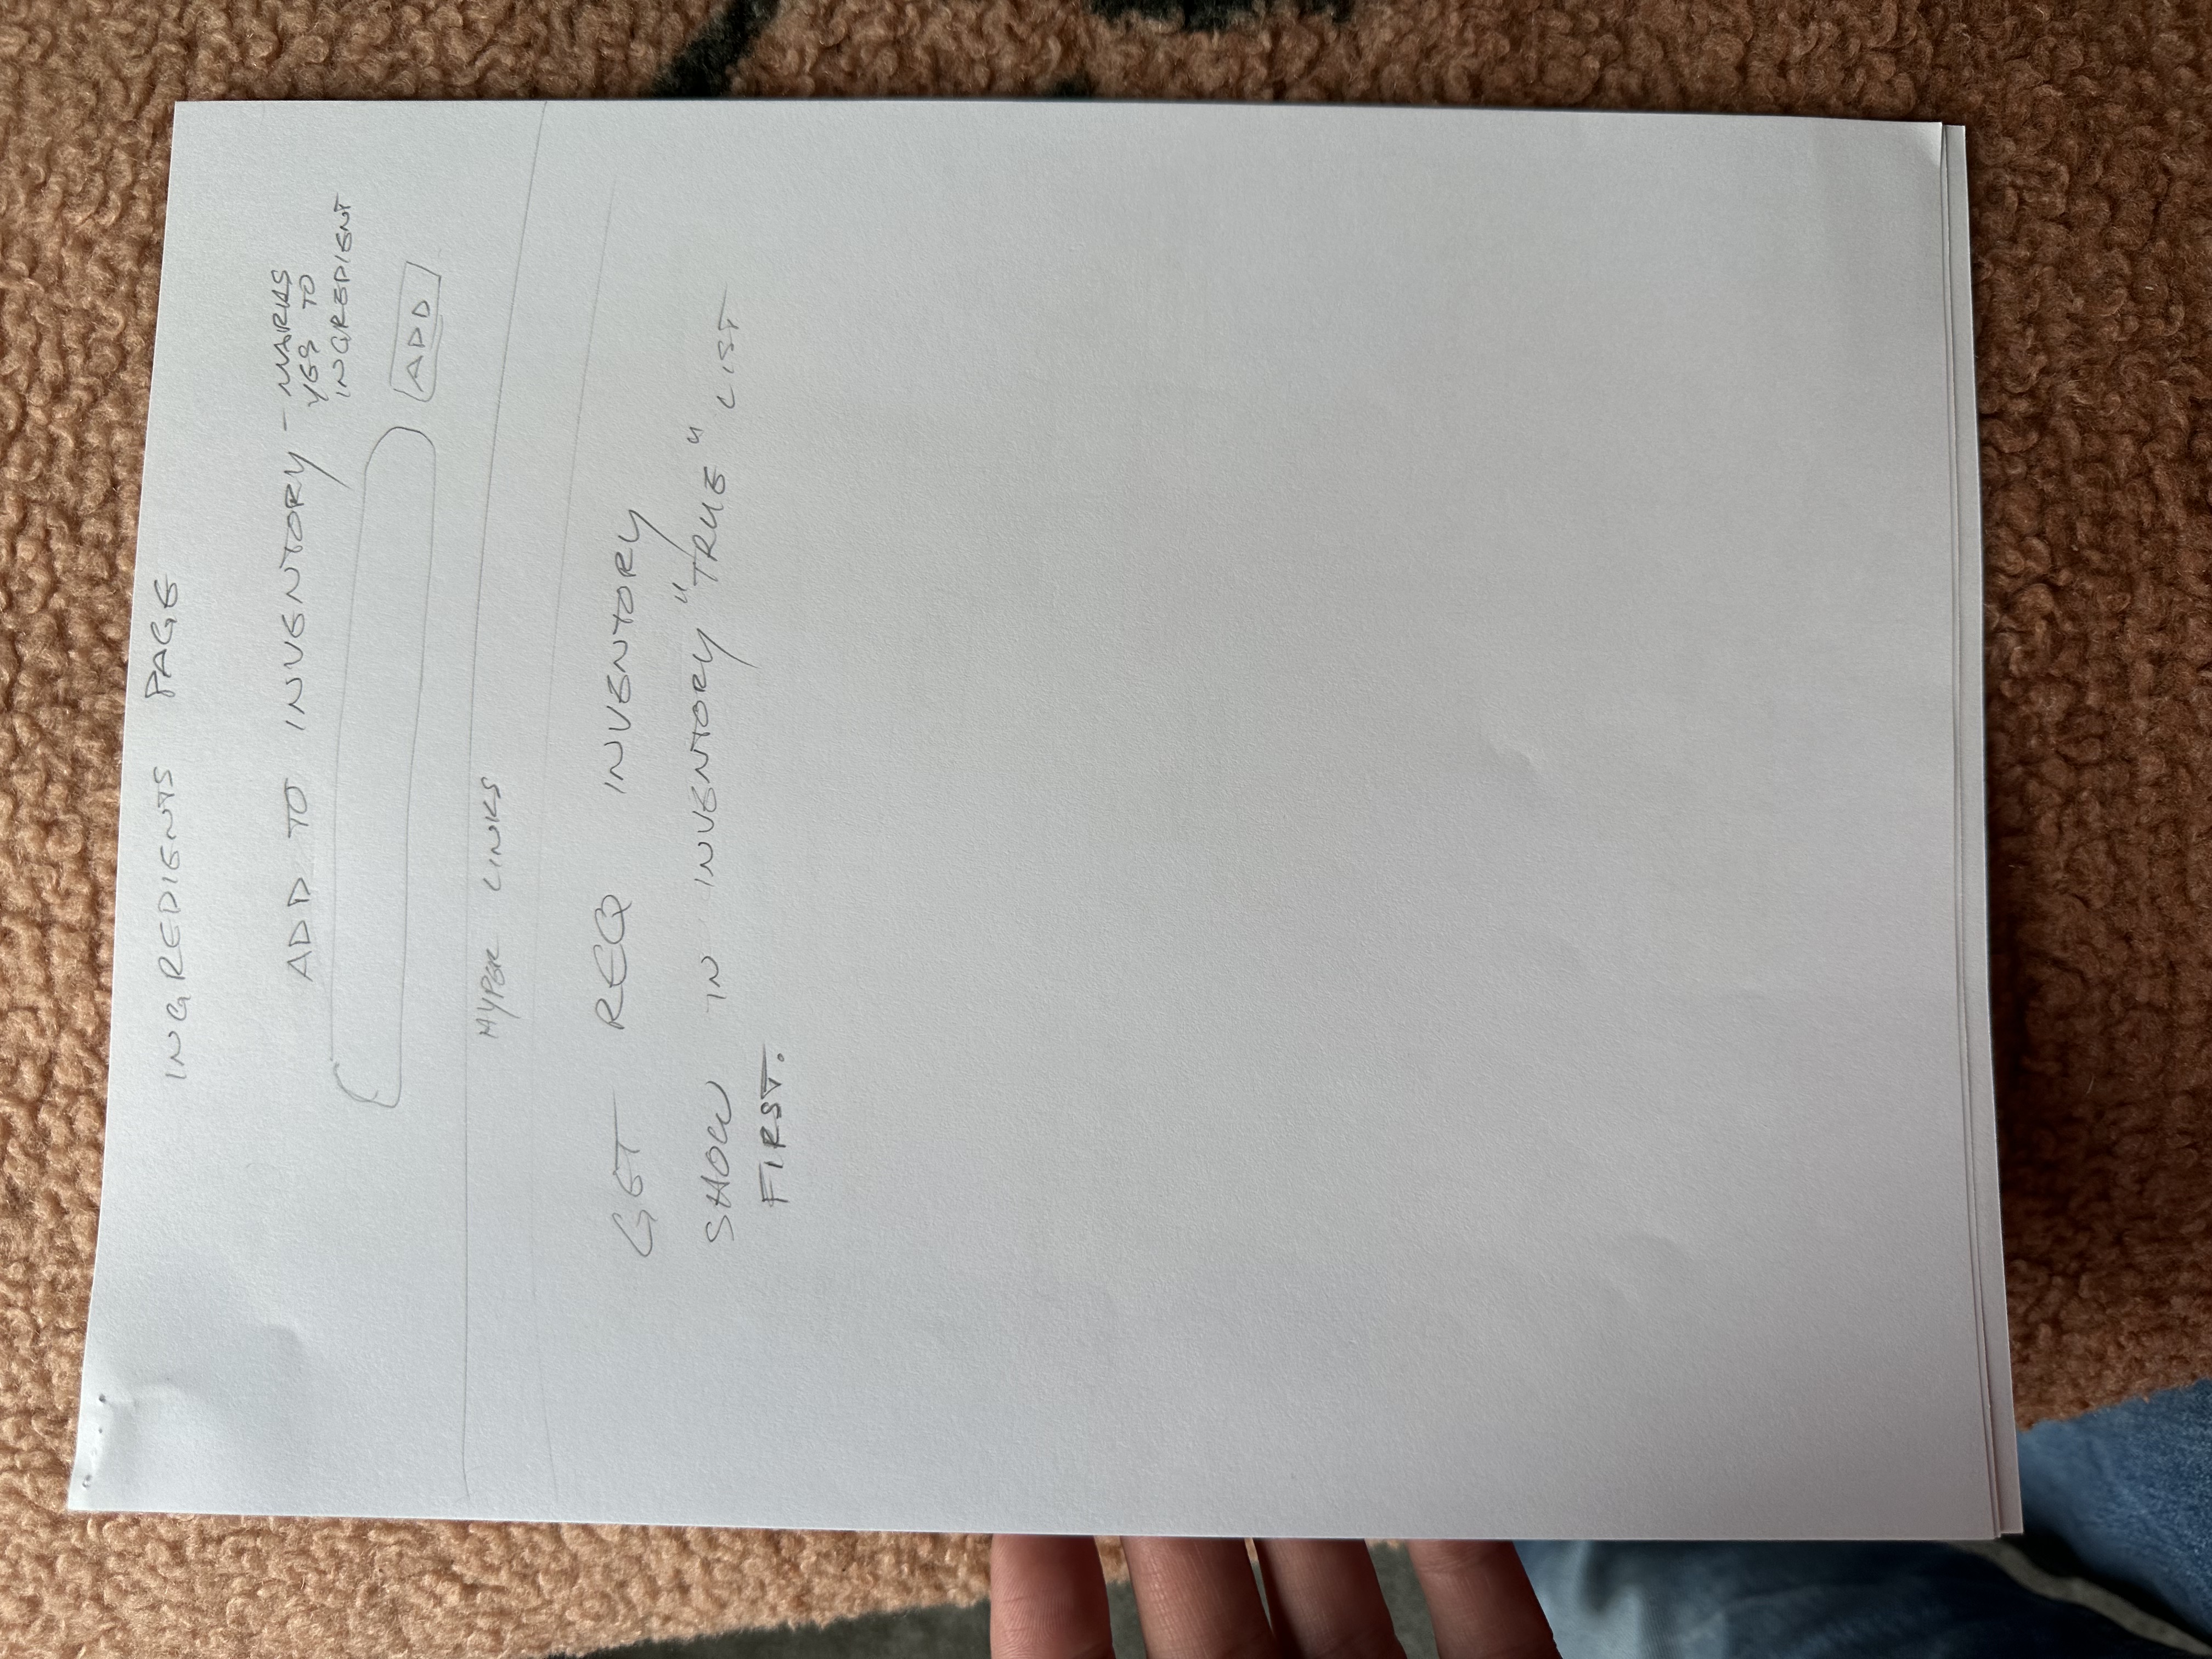 INGREDIENTS PAGE
ADD TO INVENTORY - MARKS
YES TO
INGREDIENT
ADD
HYPER LINKS
GET REQ INVENTORY
SHOW IN INVENTORY "TRUE" LIST
FIRST.